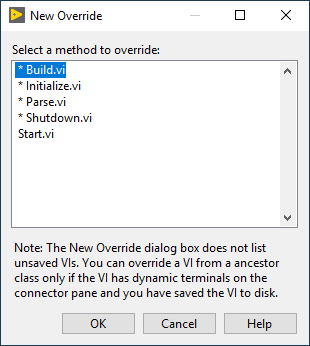 New Override
Select a method to override:
* Build.vi
* Initialize.vi
* Parse.vi
* Shutdown.vi
Start.vi
Note: The New Override dialog box does not list
unsaved VIs. You can override a VI from a ancestor
class only if the VI has dynamic terminals on the
connector pane and you have saved the VI to disk.
OK Cancel Help